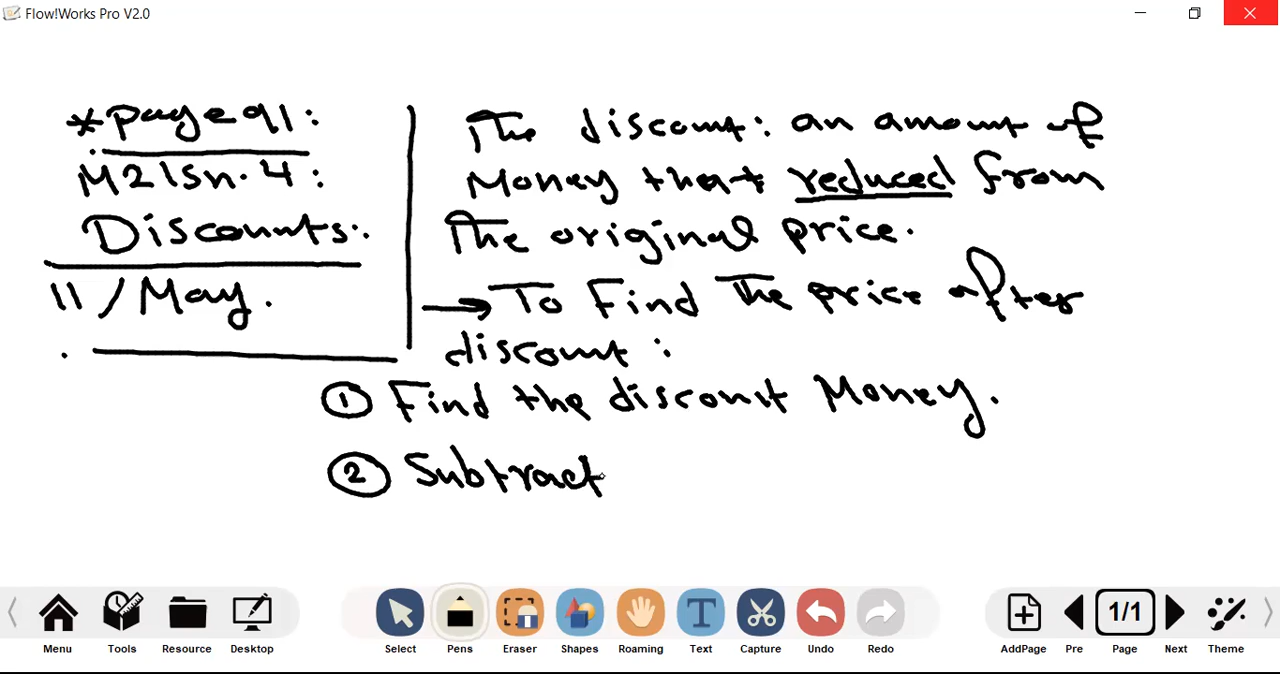 Flow!Works Pro V2.0
*page 91:
M2 lsn. 4:
Discounts:.
11/May.
The discount: an amount of
Money that reduced from
The original price.
→ To Find The price after
discount:
① Find the discount Money.
② Subtract
Menu Tools Resource Desktop Select Pens Eraser Shapes Roaming Text Capture Undo Redo AddPage Pre 1/1 Page Next Theme